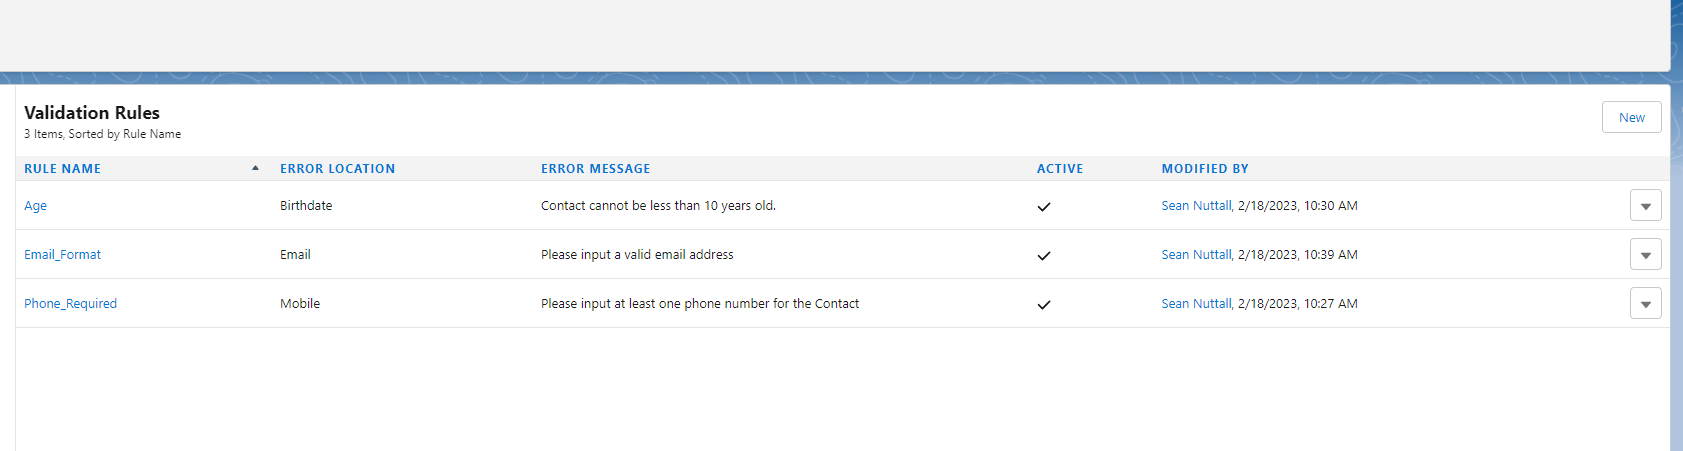 Validation Rules
New
3 Items, Sorted by Rule Name
RULE NAME ERROR LOCATION ERROR MESSAGE ACTIVE MODIFIED BY
Age Birthdate Contact cannot be less than 10 years old. Sean Nuttall, 2/18/2023, 10:30 AM
Email_Format Email Please input a valid email address Sean Nuttall, 2/18/2023, 10:39 AM
Phone_Required Mobile Please input at least one phone number for the Contact Sean Nuttall, 2/18/2023, 10:27 AM